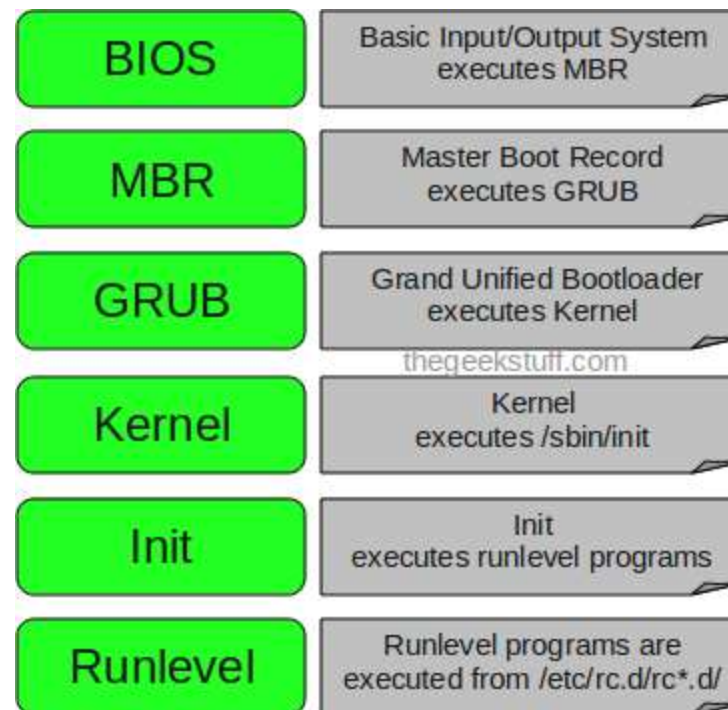 BIOS
Basic Input/Output System
executes MBR
MBR
Master Boot Record
executes GRUB
GRUB
Grand Unified Bootloader
executes Kernel
thegeekstuff.com
Kernel
Kernel
executes /sbin/init
Init
Init
executes runlevel programs
Runlevel
Runlevel programs are
executed from /etc/rc.d/rc*.d/